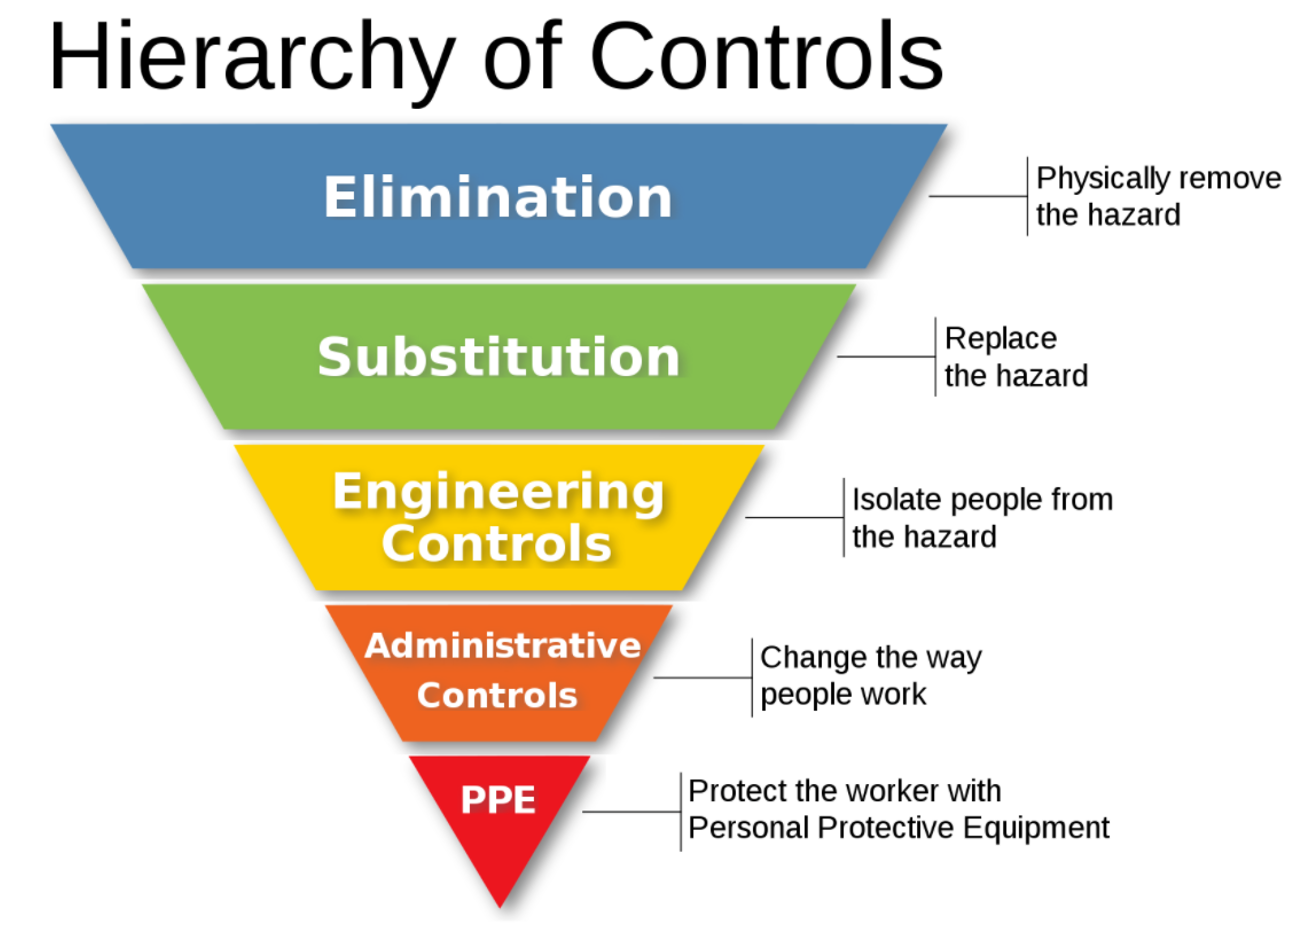 Hierarchy of Controls
Elimination
Physically remove
the hazard
Substitution
Replace
the hazard
Engineering
Controls
Isolate people from
the hazard
Administrative
Controls
Change the way
people work
PPE
Protect the worker with
Personal Protective Equipment